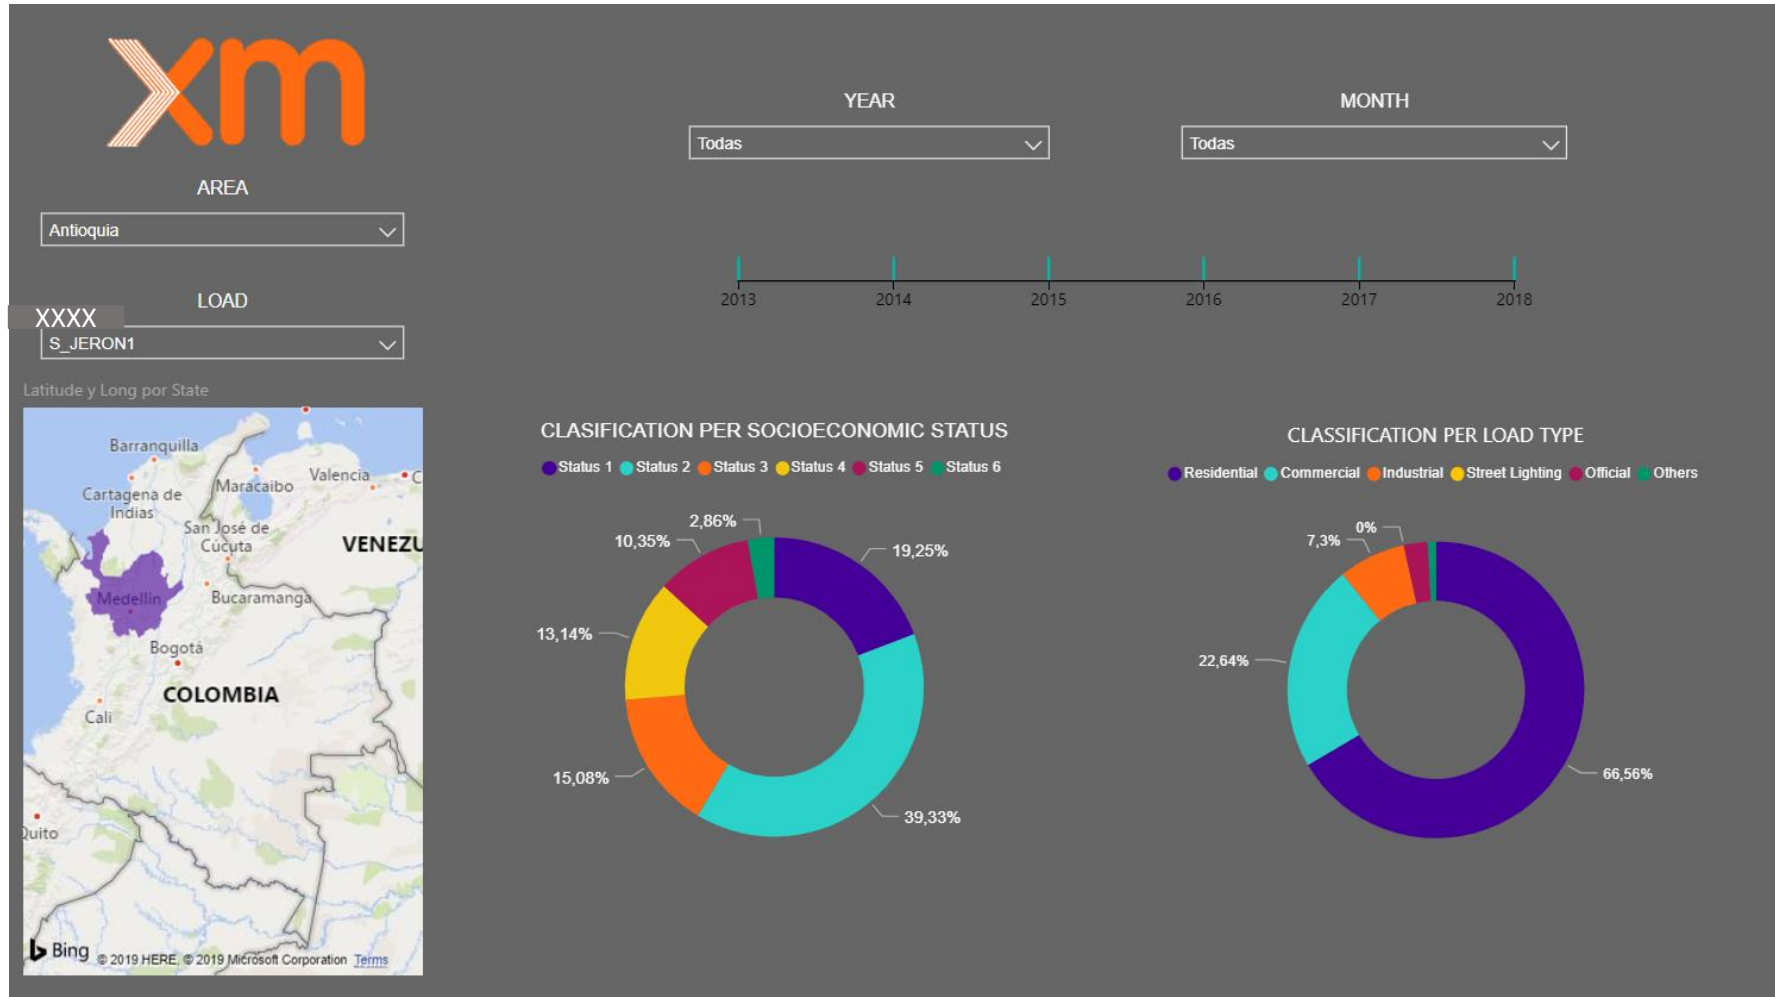 xm
YEAR
MONTH
Todas
Todas
AREA
Antioquia
2013 2014 2015 2016 2017 2018
LOAD
XXXX
S_JERON1
Latitude y Long por State
Barranquilla
Valencia
C
Maracaibo
Cartagena de
Indias
San José de
Cúcuta
VENEZU
Medellín
Bucaramanga
Bogotá
COLOMBIA
Cali
Quito
Bing
© 2019 HERE, © 2019 Microsoft Corporation Terms
CLASIFICATION PER SOCIOECONOMIC STATUS
Status 1 Status 2 Status 3 Status 4 Status 5 Status 6
2,86%
10,35%
19,25%
13,14%
15,08%
39,33%
CLASSIFICATION PER LOAD TYPE
Residential Commercial Industrial Street Lighting Official Others
0%
7,3%
22,64%
66,56%